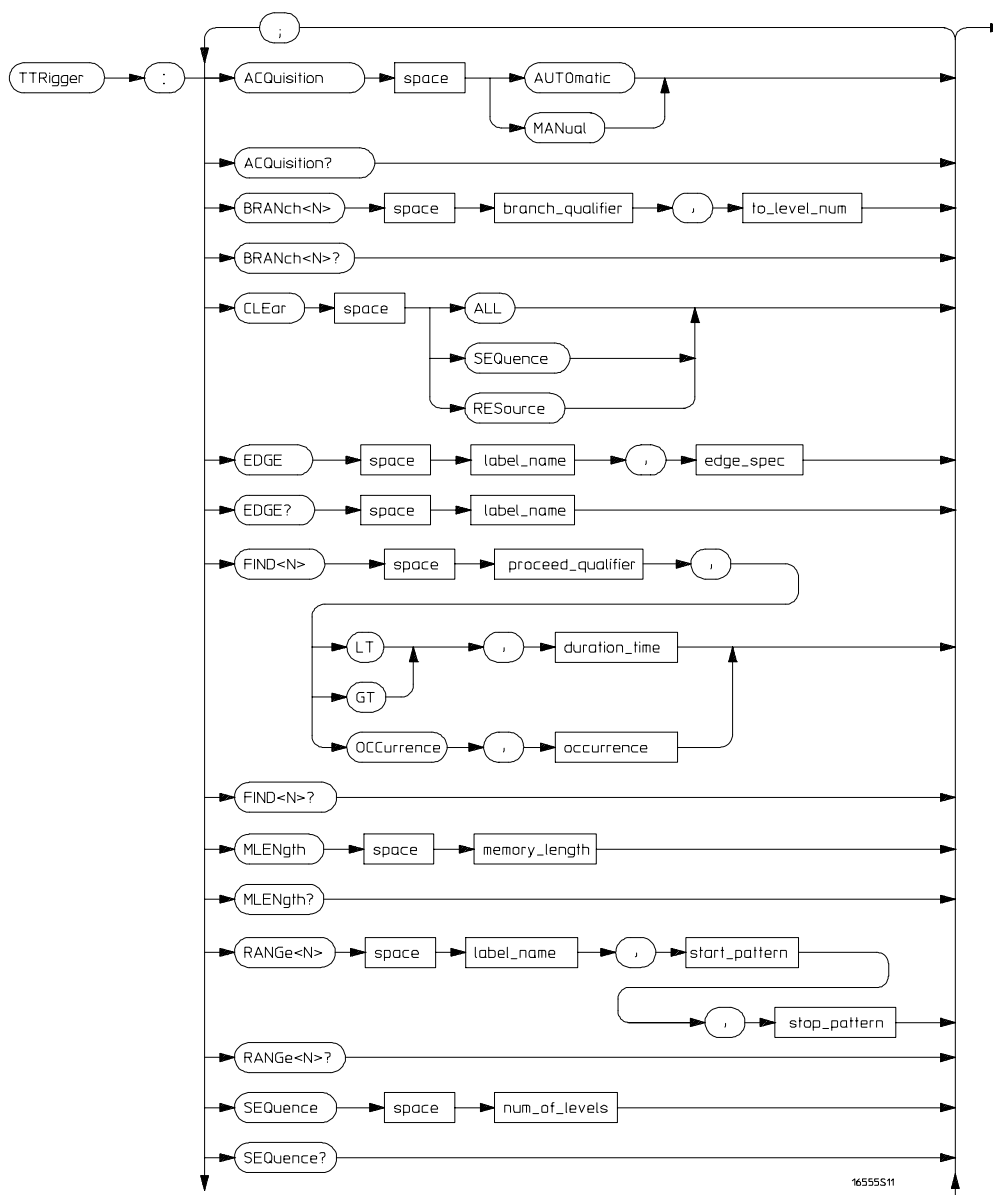 ;
TTRigger : ACQuisition space AUTOmatic
MANual
ACQuisition?
BRANch<N> space branch_qualifier , to_level_num
BRANch<N>?
CLEar space ALL
SEQuence
RESource
EDGE space label_name , edge_spec
EDGE? space label_name
FIND<N> space proceed_qualifier ,
LT , duration_time
GT
OCCurrence , occurrence
FIND<N>?
MLENgth space memory_length
MLENgth?
RANGe<N> space label_name , start_pattern
, stop_pattern
RANGe<N>?
SEQuence space num_of_levels
SEQuence?
16555S11